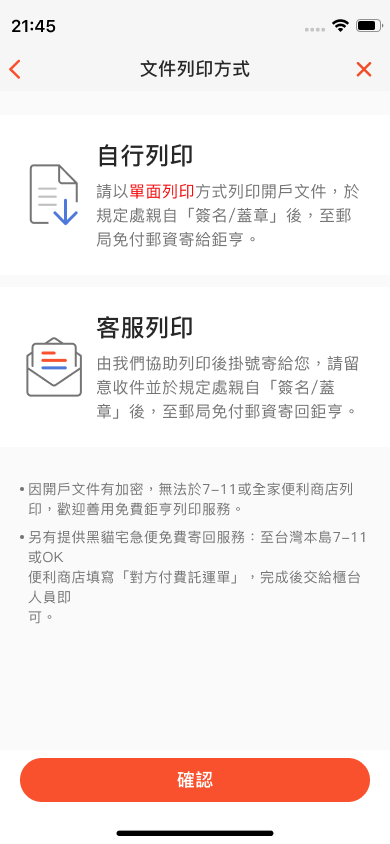 21:45
文件列印方式
自行列印
請以單面列印方式列印開戶文件，於
規定處親自「簽名/蓋章」後，至郵
局免付郵資寄給鉅亨。
客服列印
由我們協助列印後掛號寄給您，請留
意收件並於規定處親自「簽名/蓋
章」後，至郵局免付郵資寄回鉅亨。
• 因開戶文件有加密，無法於7-11或全家便利商店列
印，歡迎善用免費鉅亨列印服務。
• 另有提供黑貓宅急便免費寄回服務：至台灣本島7-11
或OK
便利商店填寫「對方付費託運單」，完成後交給櫃台
人員即
可。
確認